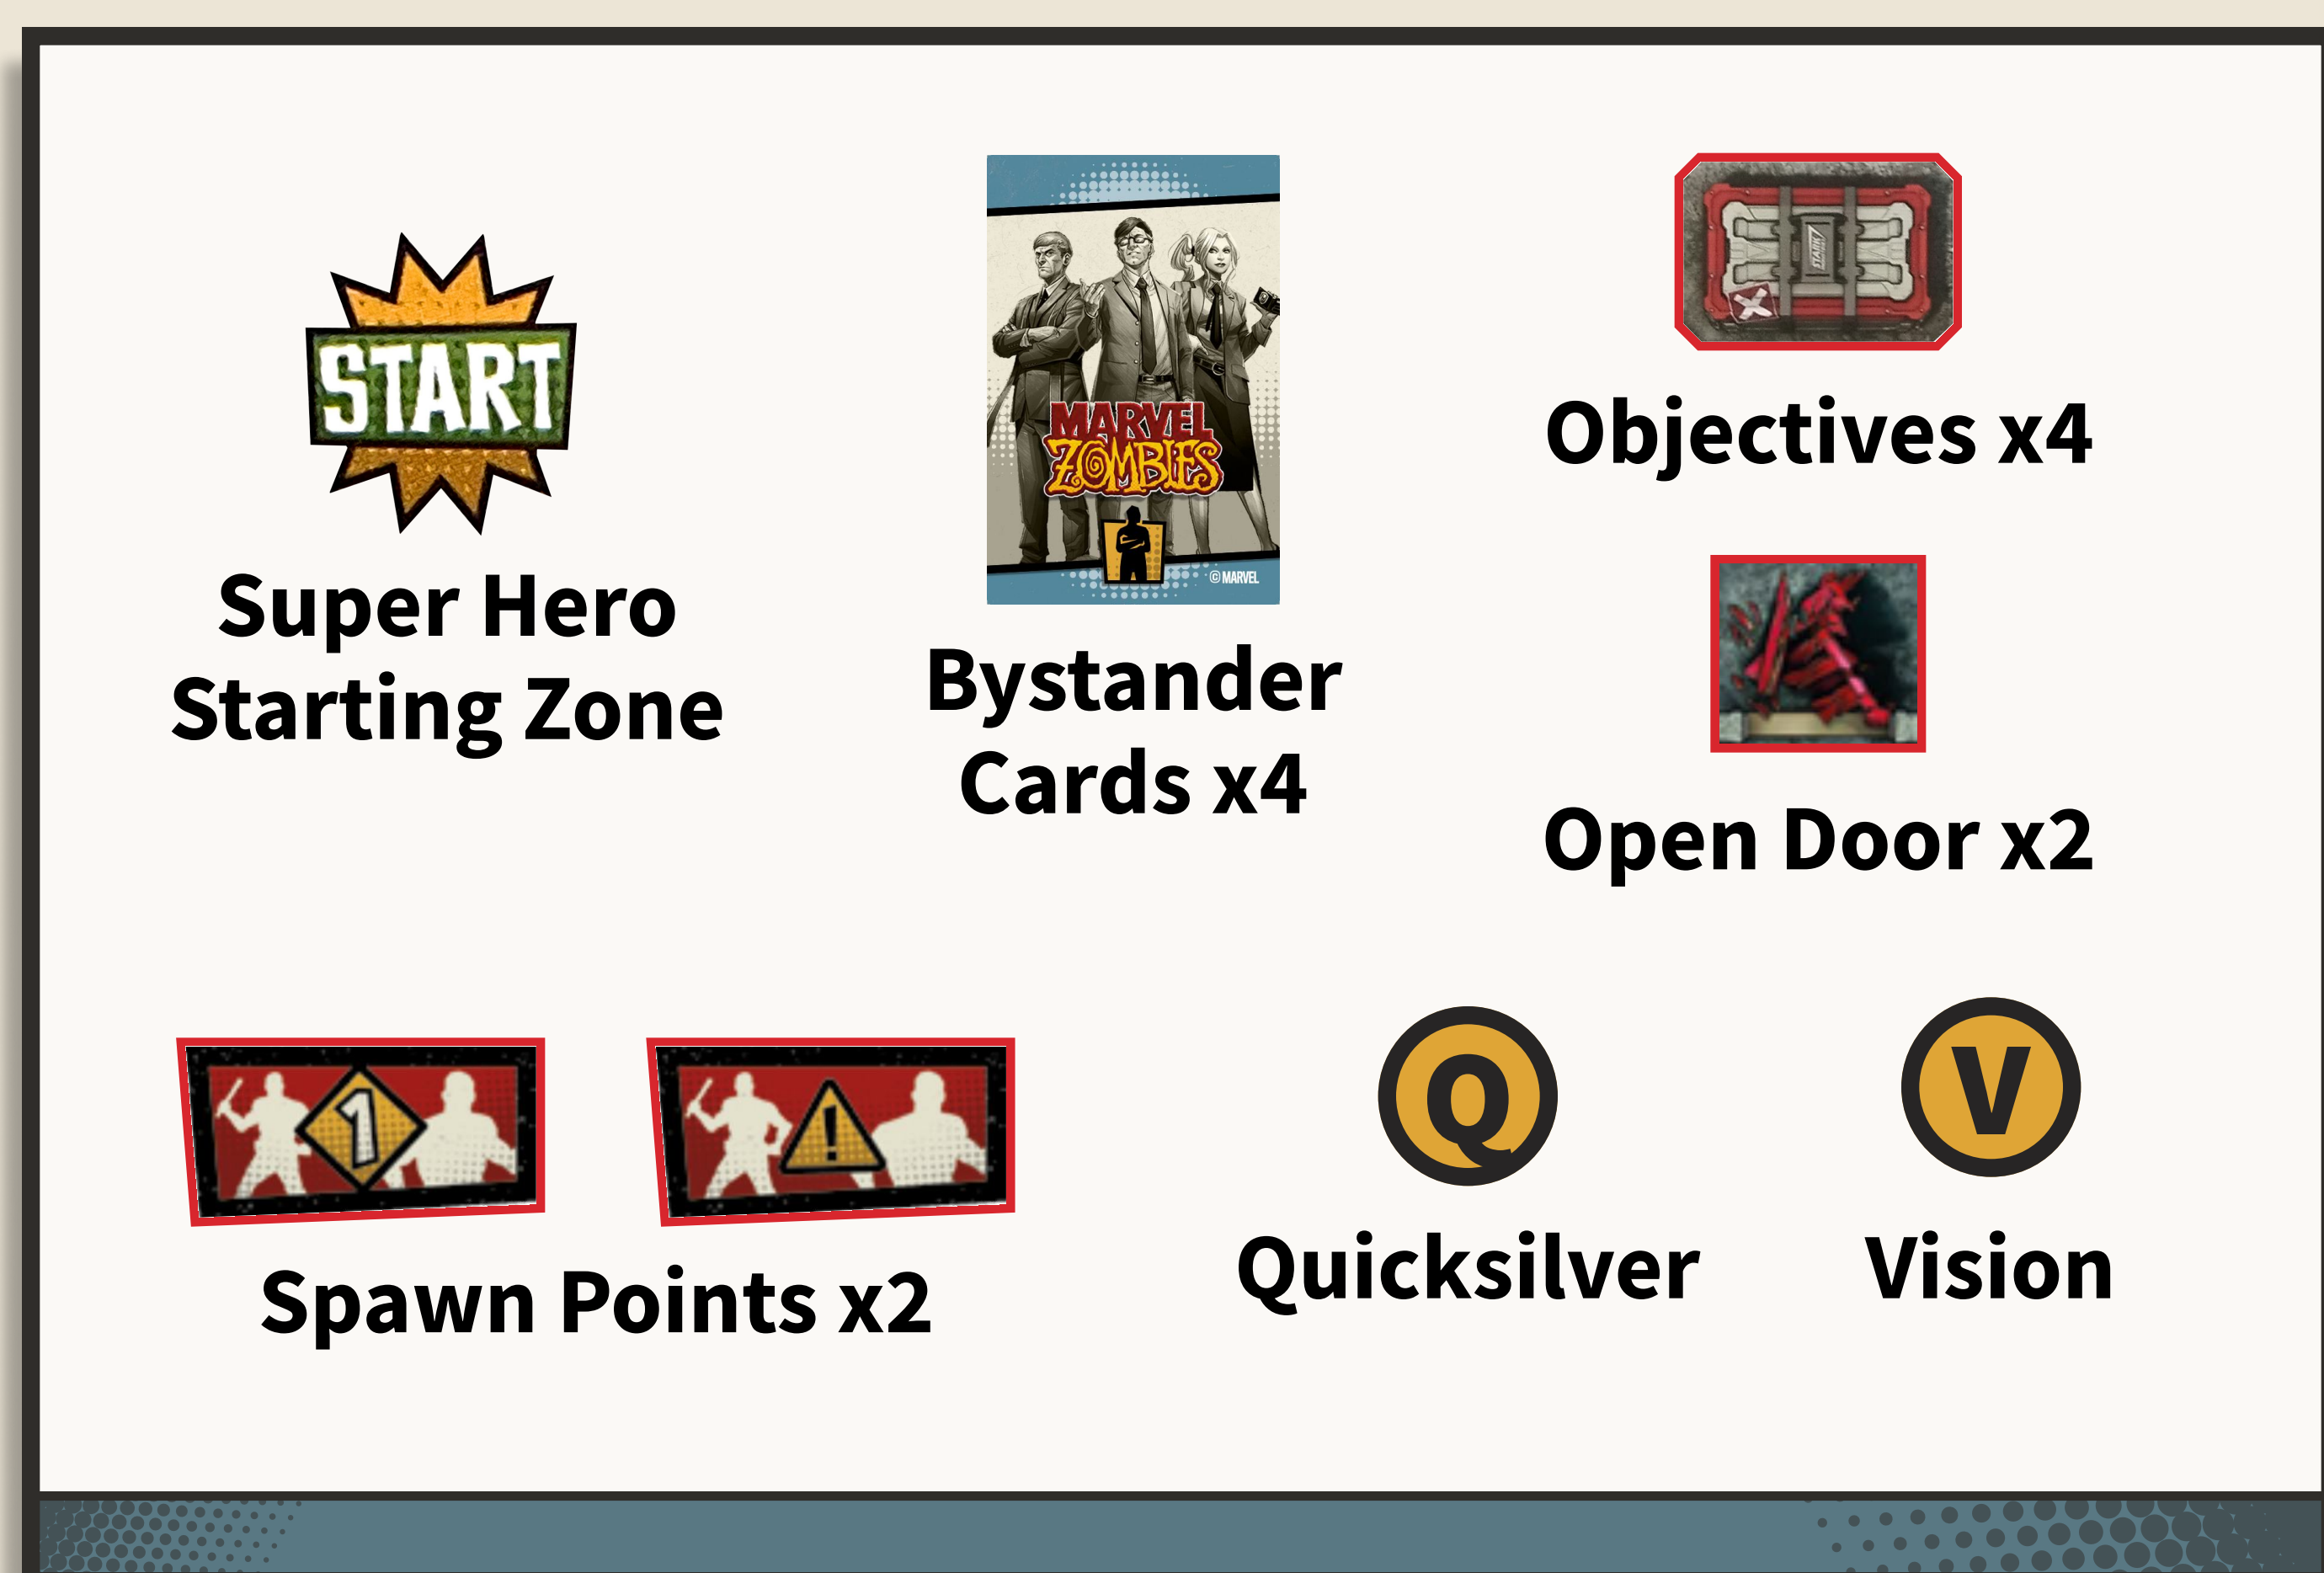 START
Super Hero
Starting Zone
MARVEL
ZOMBIES
© MARVEL
Bystander
Cards x4
STARK
Objectives x4
Open Door x2
1
!
Spawn Points x2
Q
Quicksilver
V
Vision